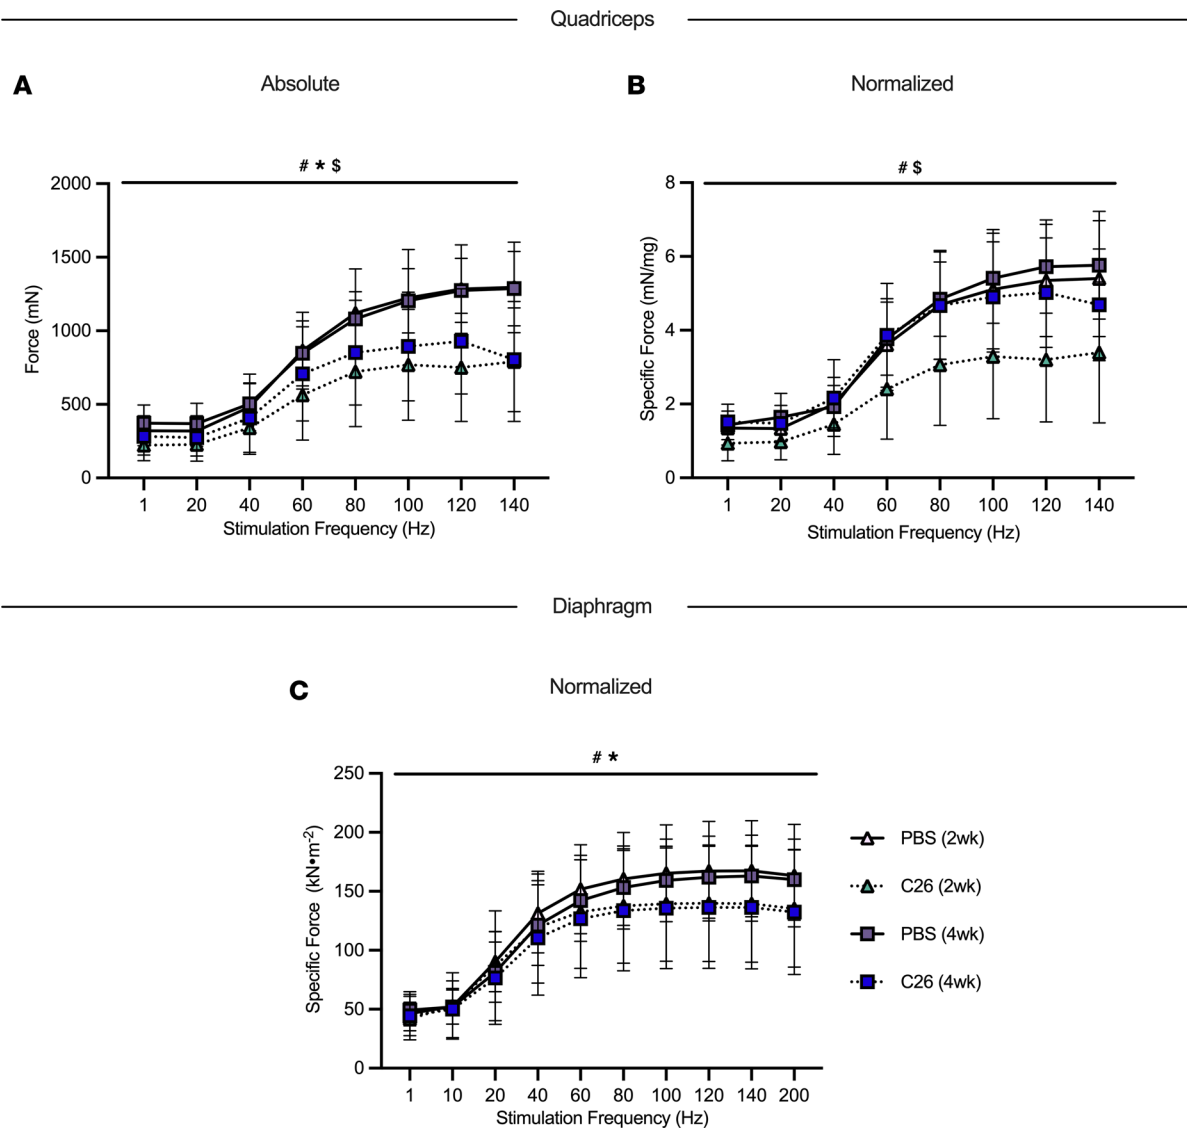 Quadriceps
A
Absolute
# * $
2000
1500
1000
500
0
Force (mN)
1 20 40 60 80 100 120 140
Stimulation Frequency (Hz)
B
Normalized
# $
8
6
4
2
0
Specific Force (mN/mg)
1 20 40 60 80 100 120 140
Stimulation Frequency (Hz)
Diaphragm
C
Normalized
# *
250
200
150
100
50
0
Specific Force (kN•m⁻²)
1 10 20 40 60 80 100 120 140 200
Stimulation Frequency (Hz)
PBS (2wk)
C26 (2wk)
PBS (4wk)
C26 (4wk)